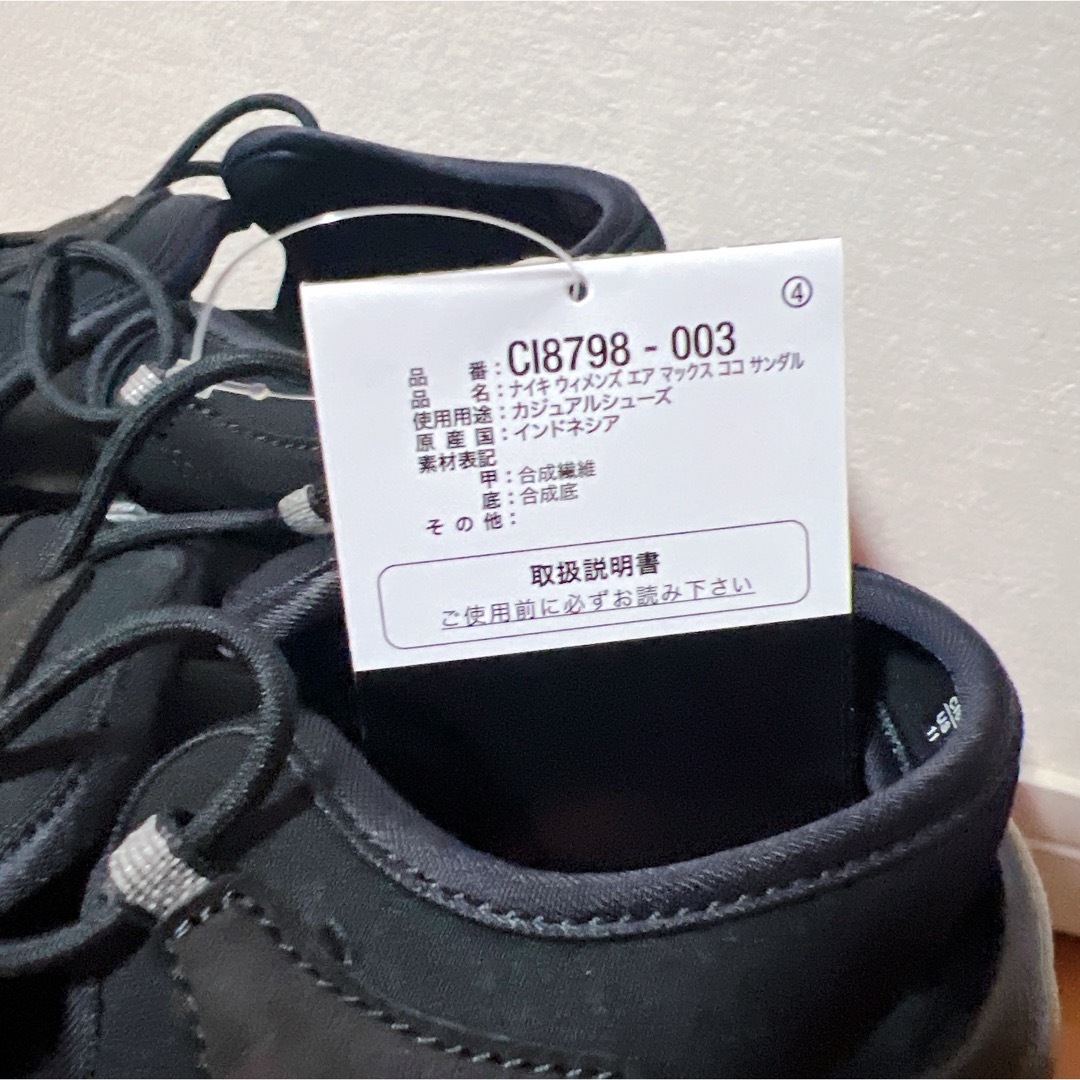 ④
品番:CI8798 - 003
品名:ナイキ ウィメンズ エア マックス ココ サンダル
使用用途:カジュアルシューズ
原産国:インドネシア
素材表記
甲:合成繊維
底:合成底
その他:
取扱説明書
ご使用前に必ずお読み下さい